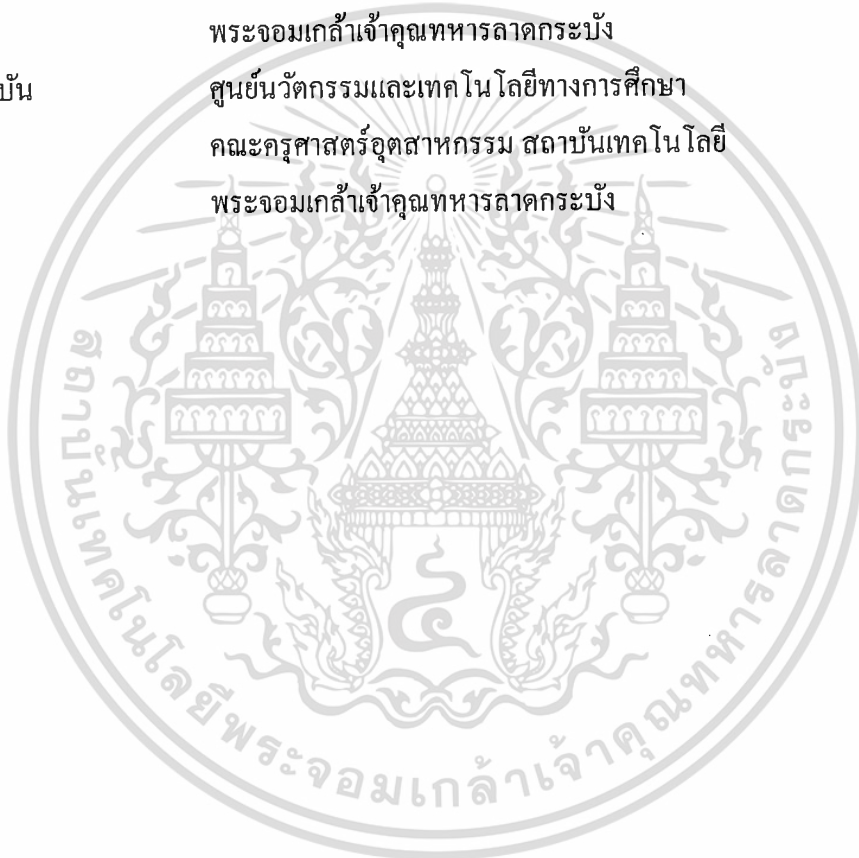 พระจอมเกล้าเจ้าคุณทหารลาดกระบัง
บัน ศูนย์นวัตกรรมและเทคโนโลยีทางการศึกษา
คณะครุศาสตร์อุตสาหกรรม สถาบันเทคโนโลยี
พระจอมเกล้าเจ้าคุณทหารลาดกระบัง
สถาบันเทคโนโลยีพระจอมเกล้าเจ้าคุณทหารลาดกระบัง
๔